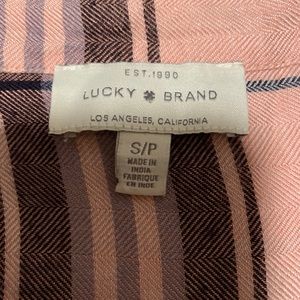 EST. 1990
LUCKY BRAND
LOS ANGELES, CALIFORNIA
S/P
MADE IN
INDIA
FABRIQUE
EN INDE